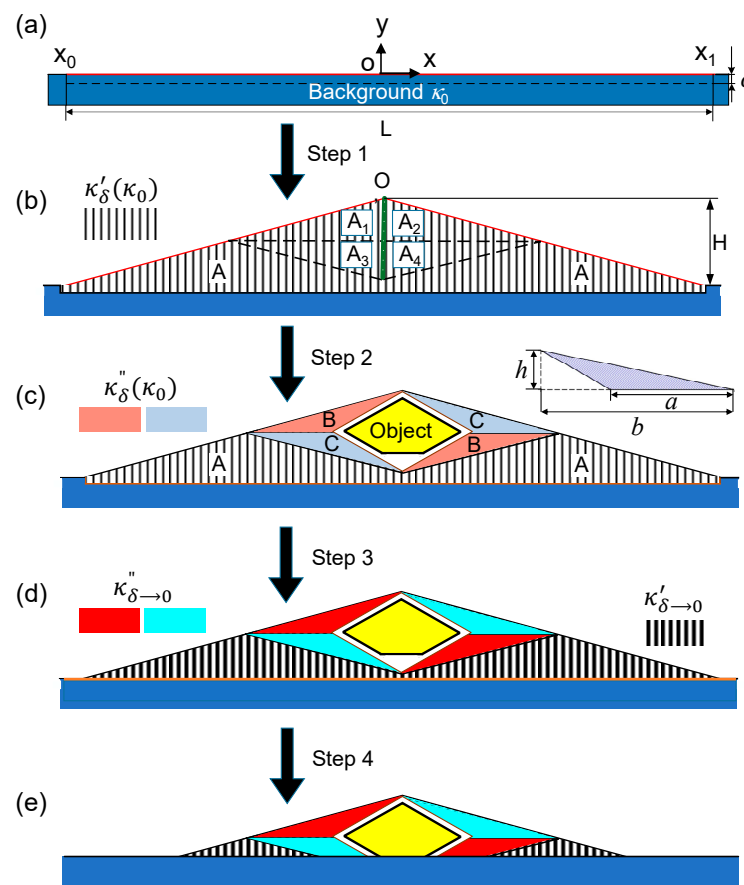 (a)
y
x₀
o
x
x₁
Background κ₀
L
Step 1
(b)
κ′δ(κ₀)
O
A₁
A₂
H
A₃
A₄
A
A
Step 2
(c)
κ″δ(κ₀)
h
a
b
B
C
Object
C
B
A
A
Step 3
(d)
κ″δ→0
κ′δ→0
Step 4
(e)